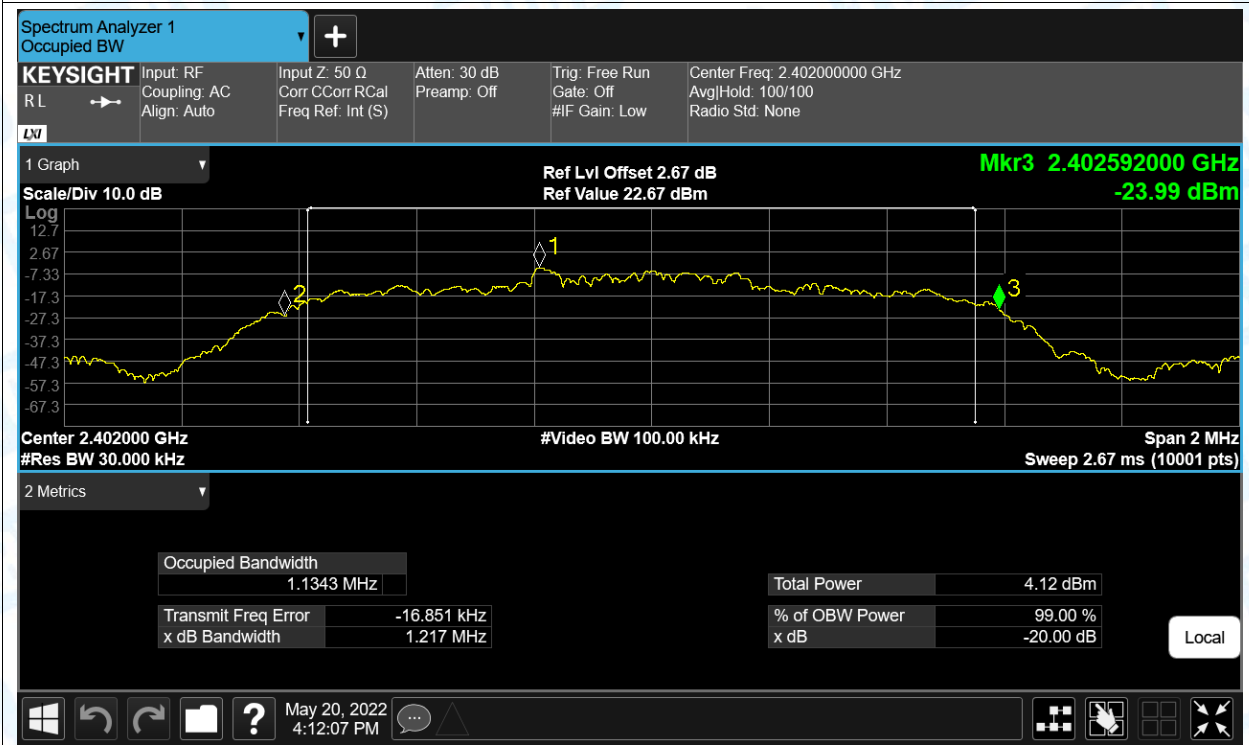 Spectrum Analyzer 1
Occupied BW
KEYSIGHT
R L
LXI
Input: RF
Coupling: AC
Align: Auto
Input Z: 50 Ω
Corr CCorr RCal
Freq Ref: Int (S)
Atten: 30 dB
Preamp: Off
Trig: Free Run
Gate: Off
#IF Gain: Low
Center Freq: 2.402000000 GHz
Avg|Hold: 100/100
Radio Std: None
1 Graph
Scale/Div 10.0 dB
Ref Lvl Offset 2.67 dB
Ref Value 22.67 dBm
Mkr3 2.402592000 GHz
-23.99 dBm
Log
12.7
2.67
-7.33
-17.3
-27.3
-37.3
-47.3
-57.3
-67.3
1
2
3
Center 2.402000 GHz
#Video BW 100.00 kHz
Span 2 MHz
#Res BW 30.000 kHz
Sweep 2.67 ms (10001 pts)
2 Metrics
Occupied Bandwidth
1.1343 MHz
Transmit Freq Error -16.851 kHz
x dB Bandwidth 1.217 MHz
Total Power 4.12 dBm
% of OBW Power 99.00 %
x dB -20.00 dB
Local
?
May 20, 2022
4:12:07 PM